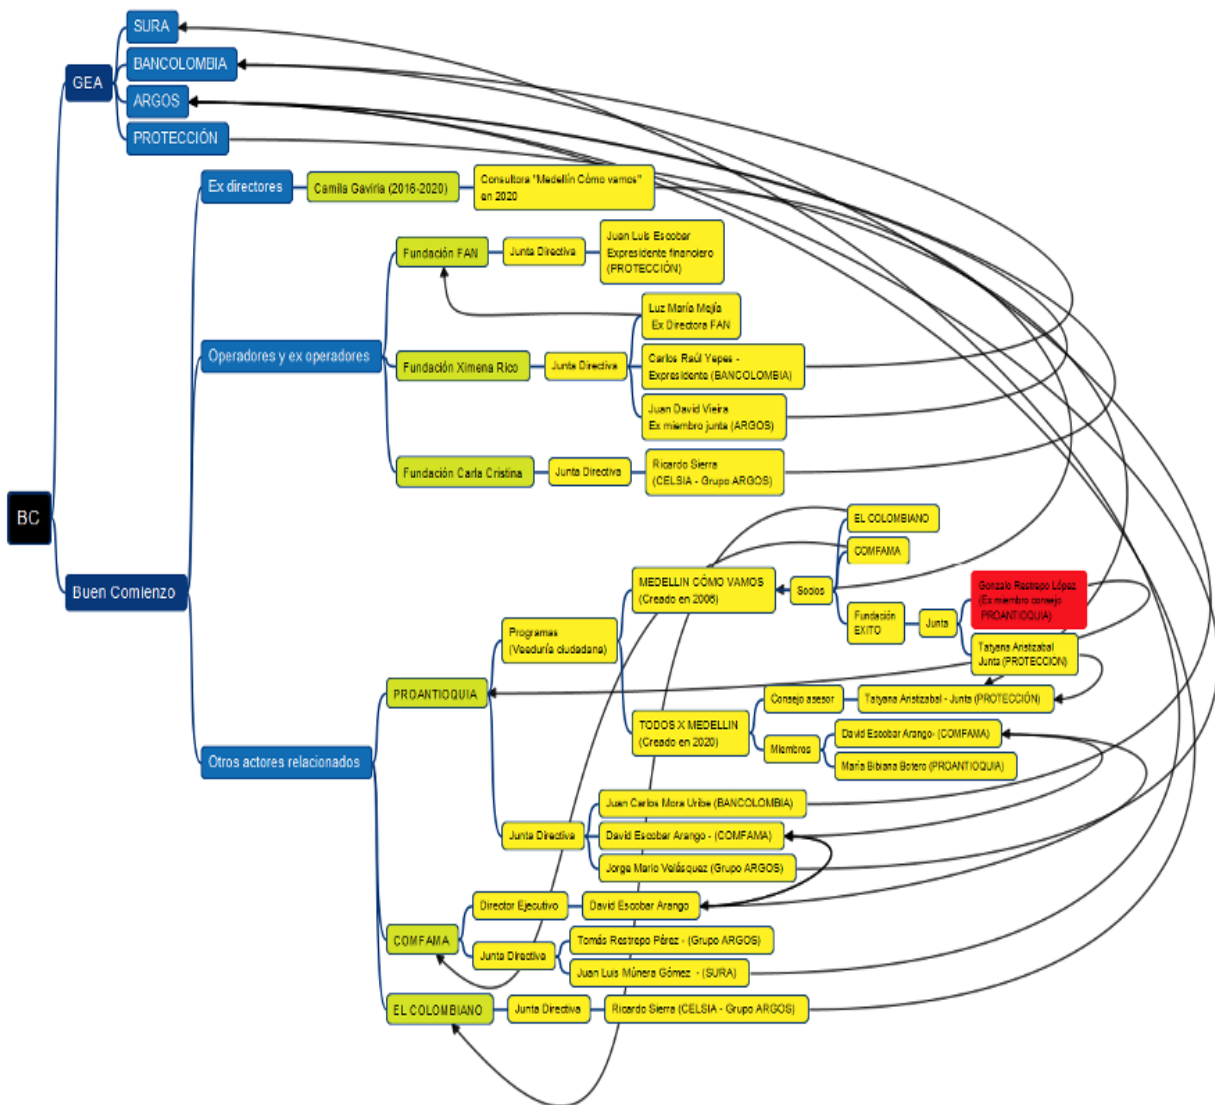 SURA
BANCOLOMBIA
GEA
ARGOS
PROTECCIÓN
Ex directores
Camila Gaviria (2016-2020)
Consultora "Medellín Cómo vamos"
en 2020
Fundación FAN
Junta Directiva
Juan Luis Escobar
Expresidente financiero
(PROTECCIÓN)
Luz María Mejía
Ex Directora FAN
Operadores y ex operadores
Fundación Ximena Rico
Junta Directiva
Carlos Raúl Yepes -
Expresidente (BANCOLOMBIA)
Juan David Vieira
Ex miembro junta (ARGOS)
Fundación Carla Cristina
Junta Directiva
Ricardo Sierra
(CELSIA - Grupo ARGOS)
BC
Buen Comienzo
EL COLOMBIANO
COMFAMA
MEDELLIN CÓMO VAMOS
(Creado en 2006)
Socios
Fundación
EXITO
Junta
Gonzalo Restrepo López
(Ex miembro consejo
PROANTIOQUIA)
Tatyana Aristizabal
Junta (PROTECCIÓN)
Programas
(Veeduría ciudadana)
PROANTIOQUIA
TODOS X MEDELLIN
(Creado en 2020)
Consejo asesor
Tatyana Aristizabal - Junta (PROTECCIÓN)
Miembros
David Escobar Arango- (COMFAMA)
María Bibiana Botero (PROANTIOQUIA)
Otros actores relacionados
Junta Directiva
Juan Carlos Mora Uribe (BANCOLOMBIA)
David Escobar Arango - (COMFAMA)
Jorge Mario Velásquez (Grupo ARGOS)
COMFAMA
Director Ejecutivo
David Escobar Arango
Junta Directiva
Tomás Restrepo Pérez - (Grupo ARGOS)
Juan Luis Múnera Gómez - (SURA)
EL COLOMBIANO
Junta Directiva
Ricardo Sierra (CELSIA - Grupo ARGOS)